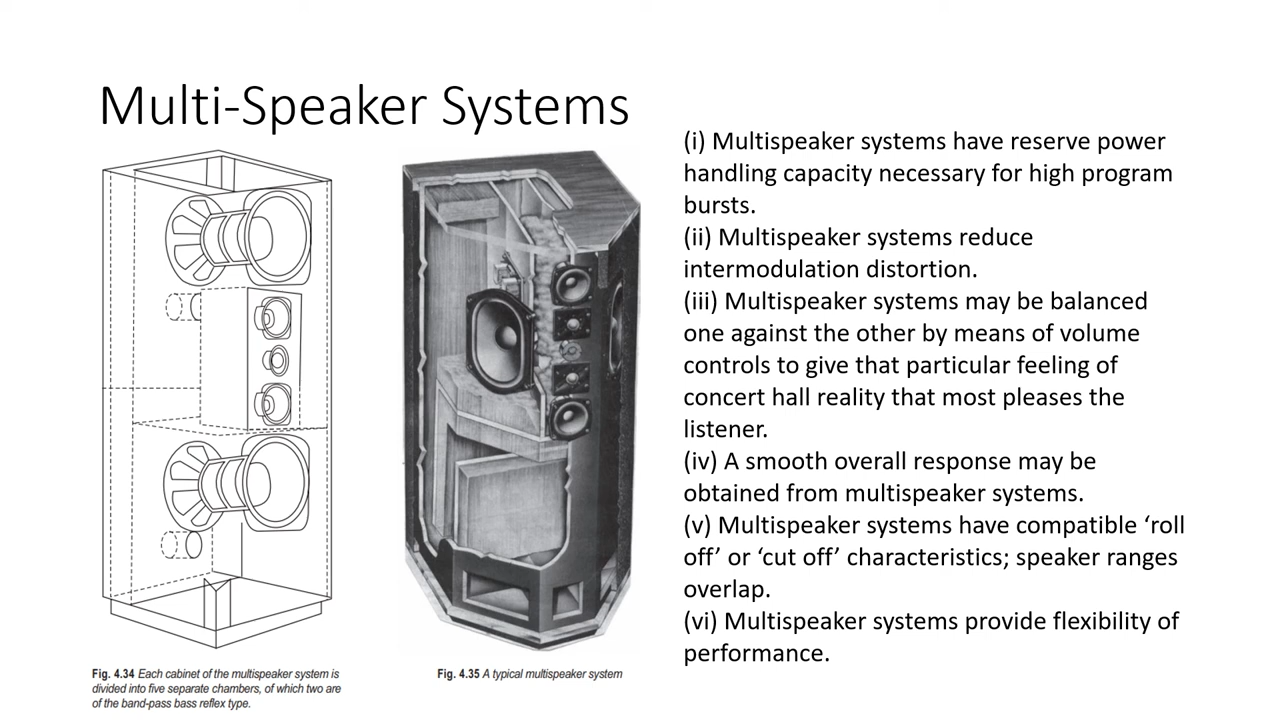 Multi-Speaker Systems
(i) Multispeaker systems have reserve power
handling capacity necessary for high program
bursts.
(ii) Multispeaker systems reduce
intermodulation distortion.
(iii) Multispeaker systems may be balanced
one against the other by means of volume
controls to give that particular feeling of
concert hall reality that most pleases the
listener.
(iv) A smooth overall response may be
obtained from multispeaker systems.
(v) Multispeaker systems have compatible ‘roll
off’ or ‘cut off’ characteristics; speaker ranges
overlap.
(vi) Multispeaker systems provide flexibility of
performance.
Fig. 4.34 Each cabinet of the multispeaker system is
divided into five separate chambers, of which two are
of the band-pass bass reflex type.
Fig. 4.35 A typical multispeaker system